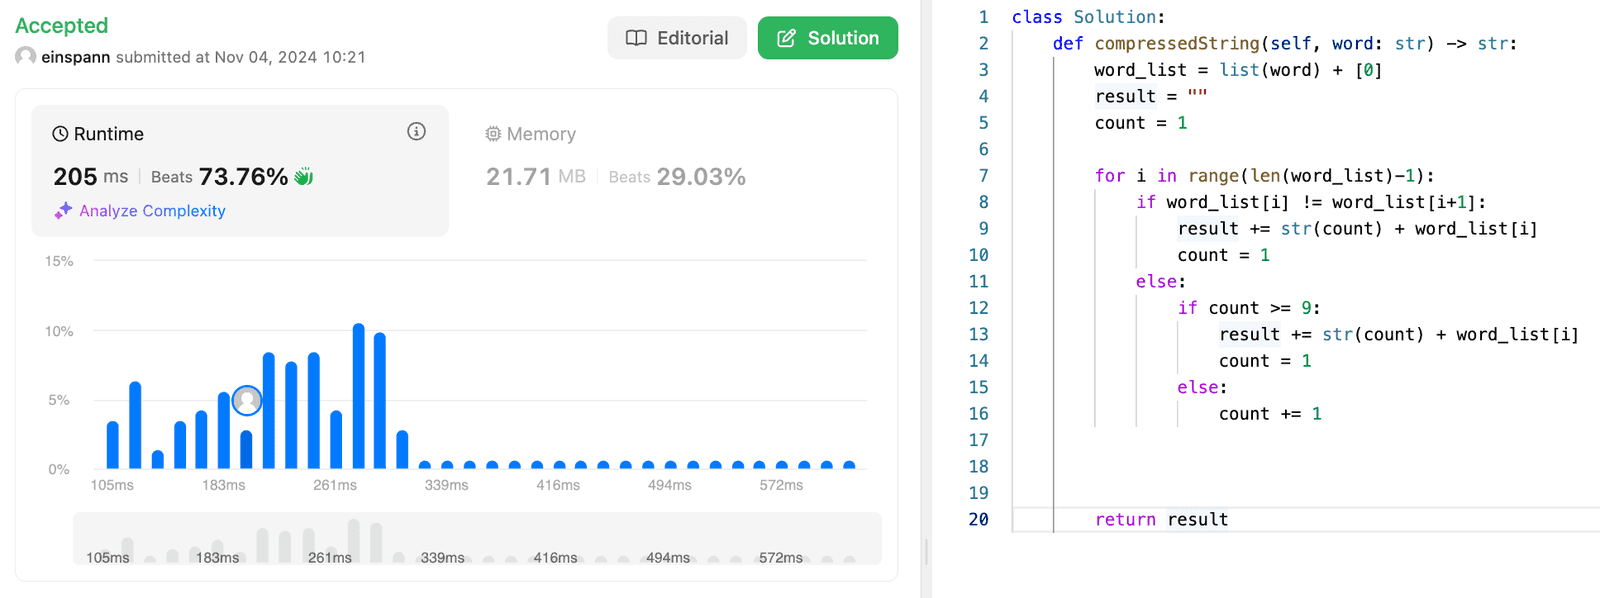 Accepted
einspann submitted at Nov 04, 2024 10:21
Editorial
Solution
Runtime
205 ms Beats 73.76%
Analyze Complexity
Memory
21.71 MB Beats 29.03%
15%
10%
5%
0%
105ms 183ms 261ms 339ms 416ms 494ms 572ms
105ms 183ms 261ms 339ms 416ms 494ms 572ms
1 class Solution:
2     def compressedString(self, word: str) -> str:
3         word_list = list(word) + [0]
4         result = ""
5         count = 1
6
7         for i in range(len(word_list)-1):
8             if word_list[i] != word_list[i+1]:
9                 result += str(count) + word_list[i]
10                 count = 1
11             else:
12                 if count >= 9:
13                     result += str(count) + word_list[i]
14                     count = 1
15                 else:
16                     count += 1
17
18
19
20         return result